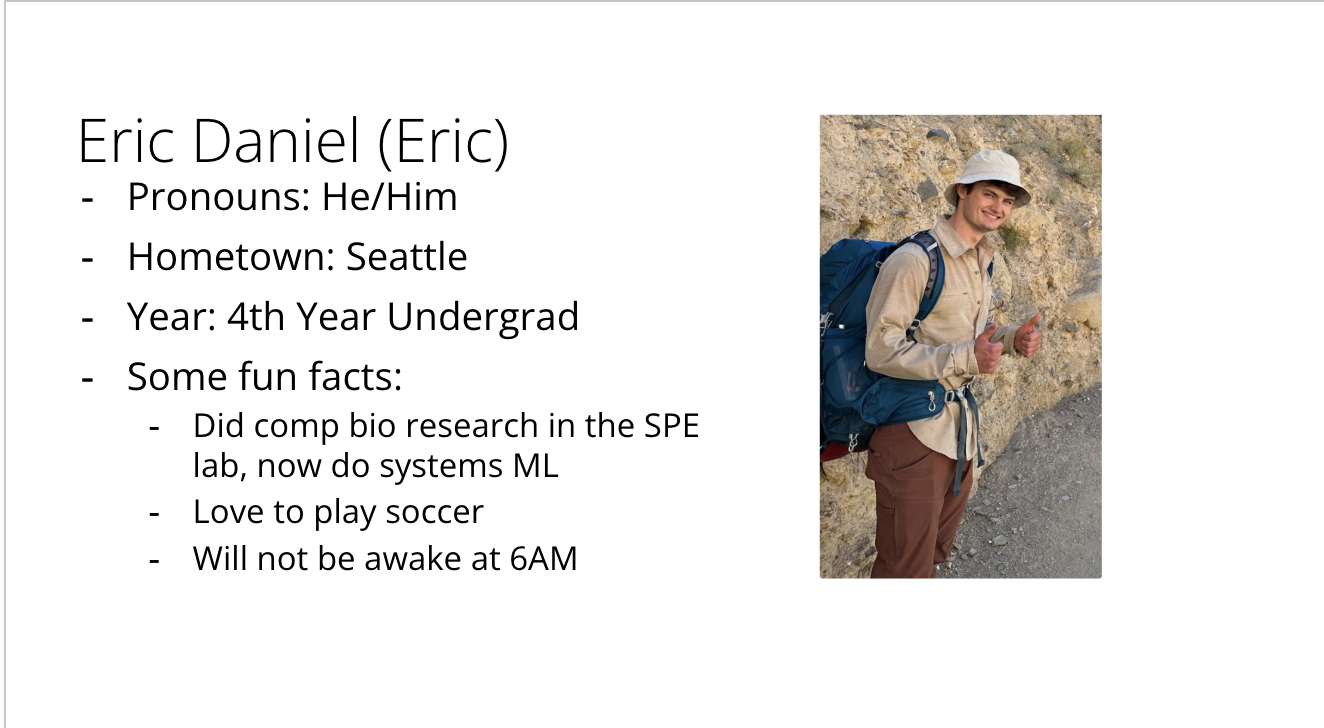 Eric Daniel (Eric)
- Pronouns: He/Him
- Hometown: Seattle
- Year: 4th Year Undergrad
- Some fun facts:
- Did comp bio research in the SPE
lab, now do systems ML
- Love to play soccer
- Will not be awake at 6AM